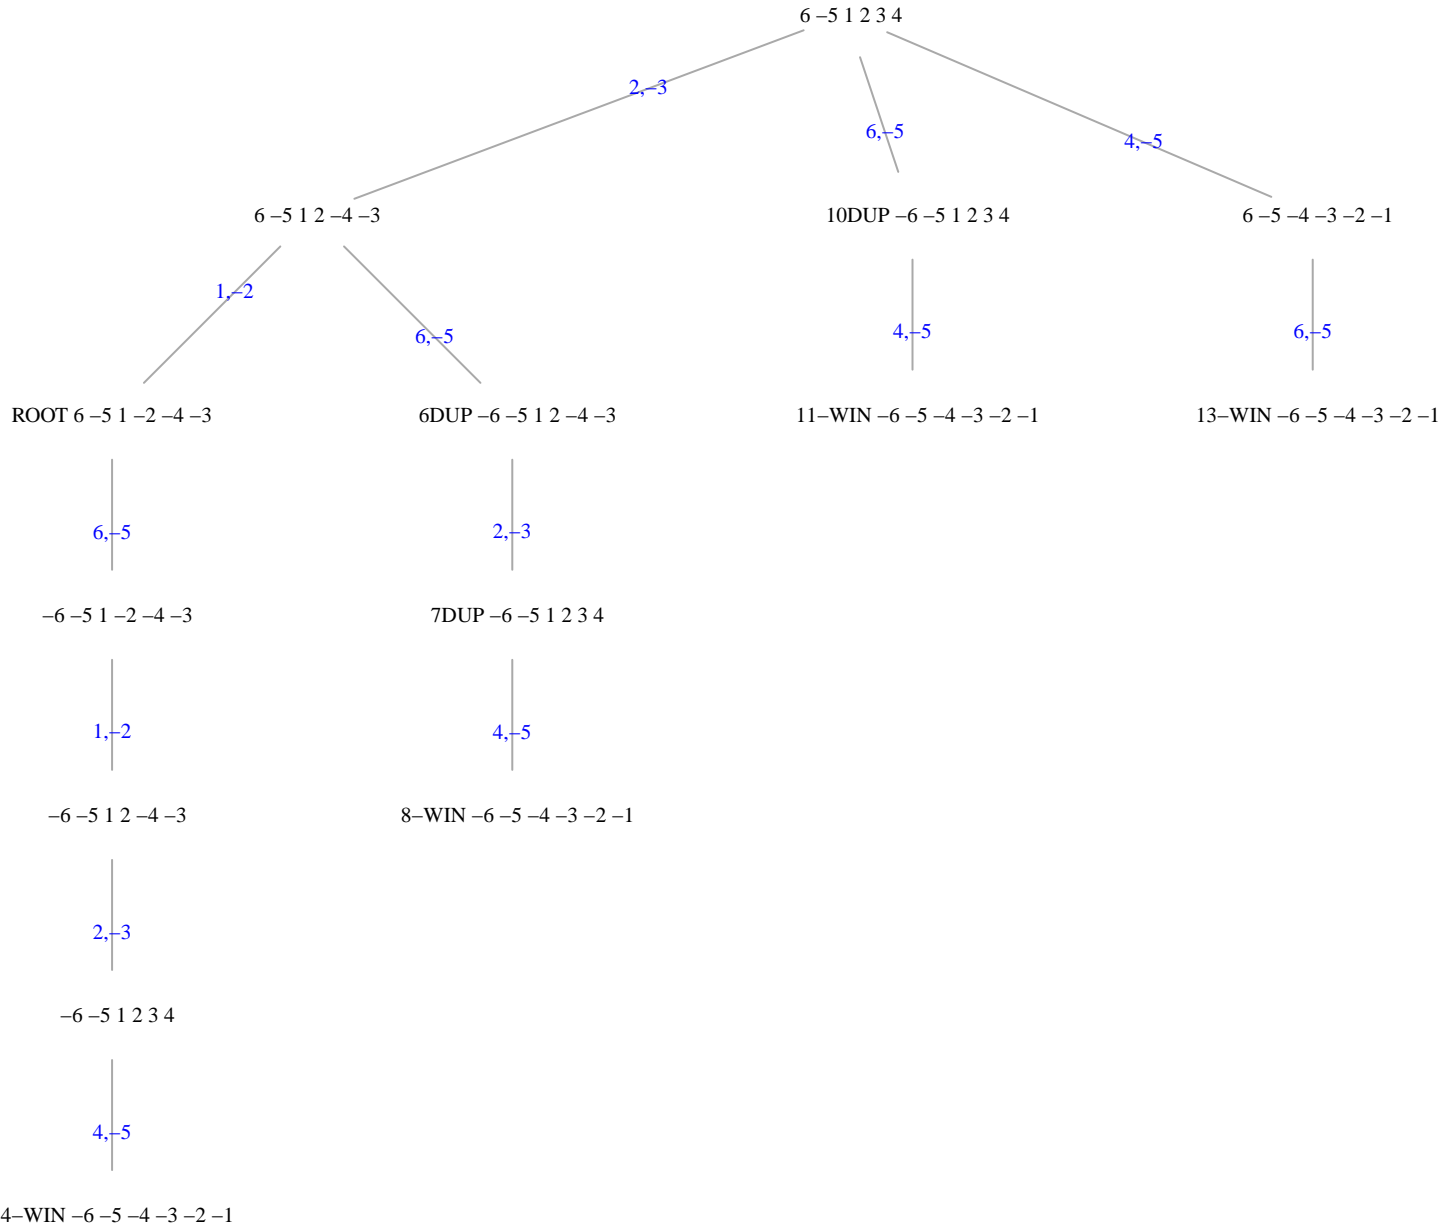 6 –5 1 2 3 4
2,–3
6,–5
4,–5
6 –5 1 2 –4 –3
10DUP –6 –5 1 2 3 4
6 –5 –4 –3 –2 –1
1,–2
6,–5
4,–5
6,–5
ROOT 6 –5 1 –2 –4 –3
6DUP –6 –5 1 2 –4 –3
11–WIN –6 –5 –4 –3 –2 –1
13–WIN –6 –5 –4 –3 –2 –1
6,–5
2,–3
–6 –5 1 –2 –4 –3
7DUP –6 –5 1 2 3 4
1,–2
4,–5
–6 –5 1 2 –4 –3
8–WIN –6 –5 –4 –3 –2 –1
2,–3
–6 –5 1 2 3 4
4,–5
4–WIN –6 –5 –4 –3 –2 –1